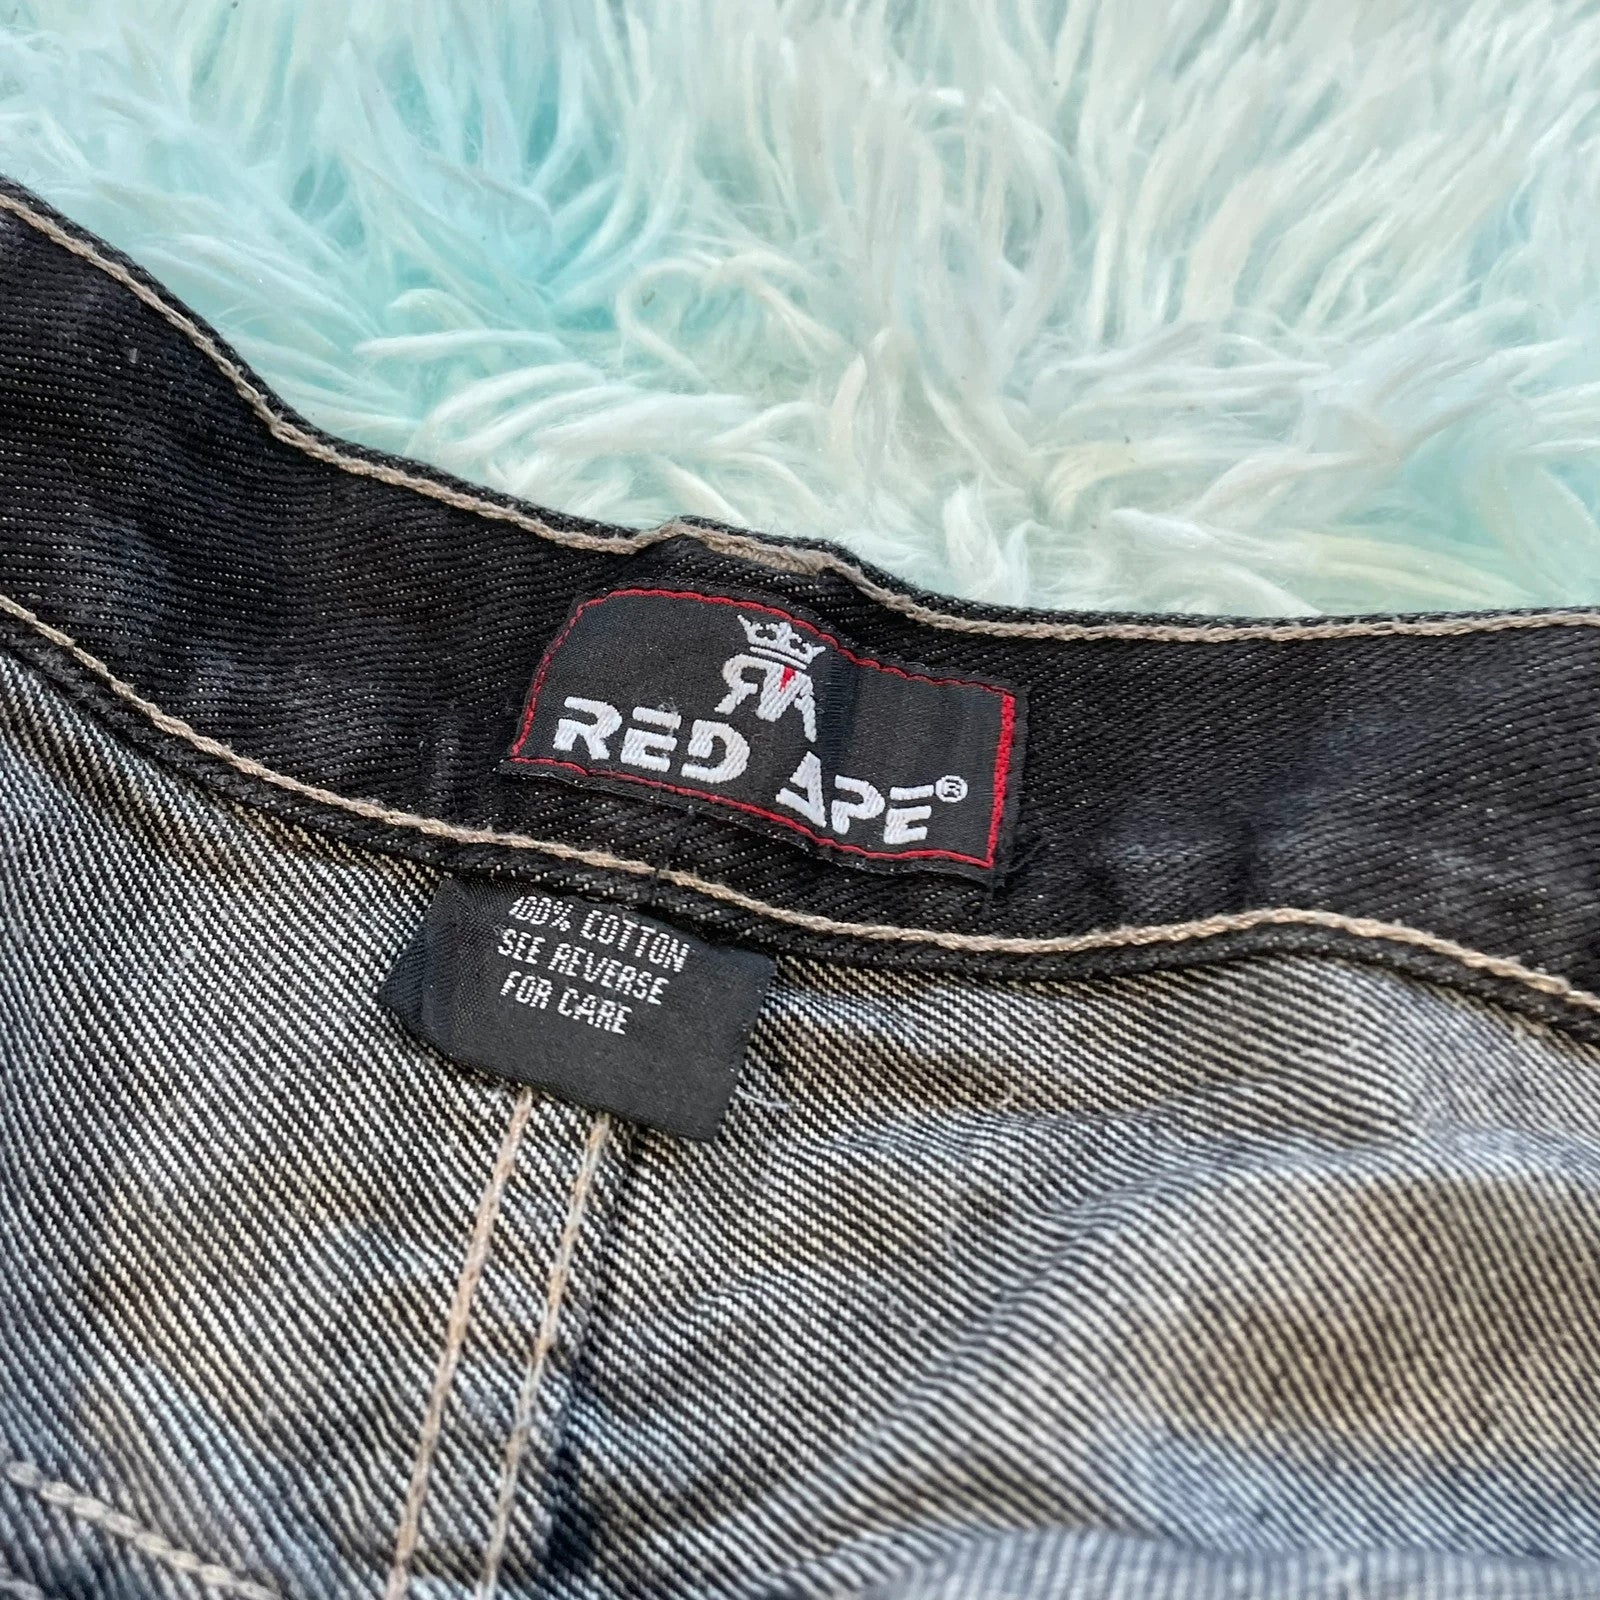 RA
RED APE®
100% COTTON
SEE REVERSE
FOR CARE